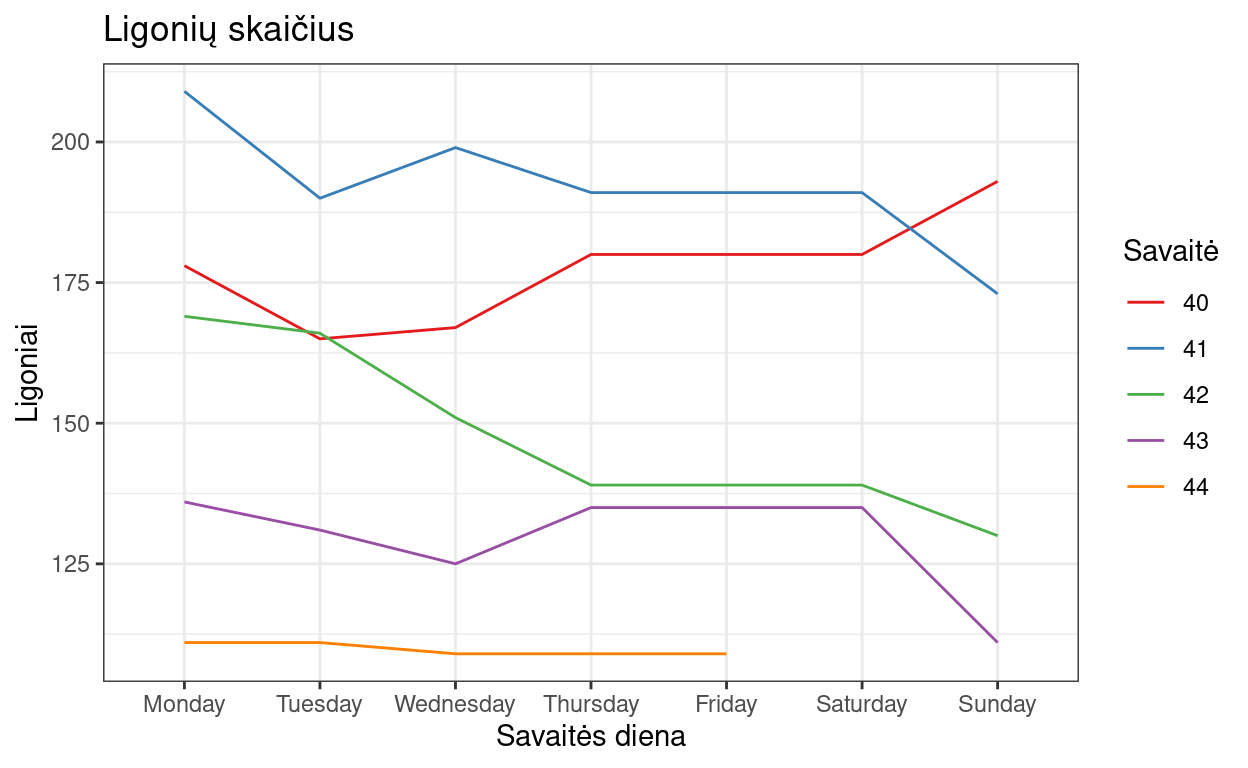 Ligonių skaičius
Ligoniai
200
175
150
125
Monday Tuesday Wednesday Thursday Friday Saturday Sunday
Savaitės diena
Savaitė
40
41
42
43
44